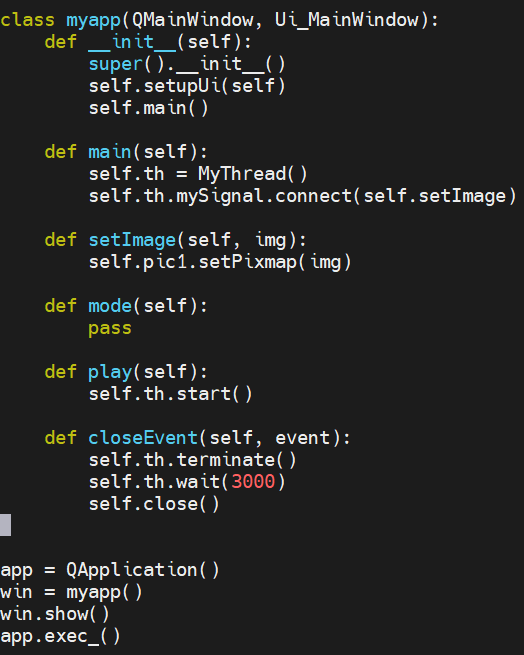 class myapp(QMainWindow, Ui_MainWindow):
    def __init__(self):
        super().__init__()
        self.setupUi(self)
        self.main()

    def main(self):
        self.th = MyThread()
        self.th.mySignal.connect(self.setImage)

    def setImage(self, img):
        self.pic1.setPixmap(img)

    def mode(self):
        pass

    def play(self):
        self.th.start()

    def closeEvent(self, event):
        self.th.terminate()
        self.th.wait(3000)
        self.close()


app = QApplication()
win = myapp()
win.show()
app.exec_()